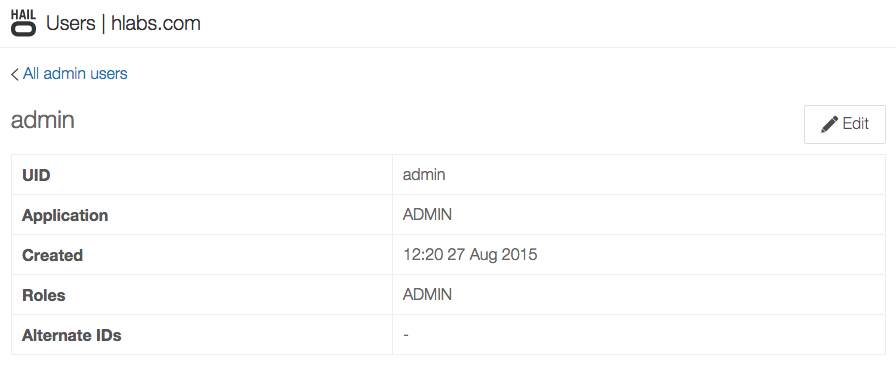 HAIL
Users | hlabs.com
All admin users
admin
Edit
UID admin
Application ADMIN
Created 12:20 27 Aug 2015
Roles ADMIN
Alternate IDs -